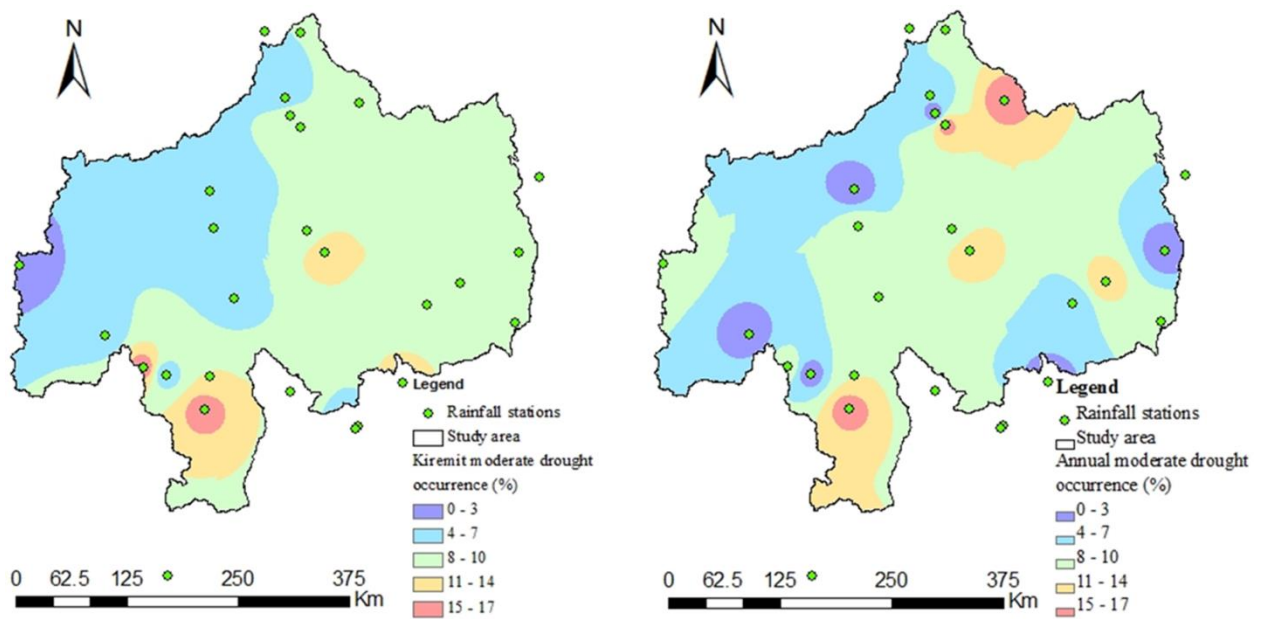 N
Legend
Rainfall stations
Study area
Kiremit moderate drought
occurrence (%)
0 - 3
4 - 7
8 - 10
11 - 14
15 - 17
0 62.5 125 250 375
Km
N
Legend
Rainfall stations
Study area
Annual moderate drought
occurrence (%)
0 - 3
4 - 7
8 - 10
11 - 14
15 - 17
0 62.5 125 250 375
Km